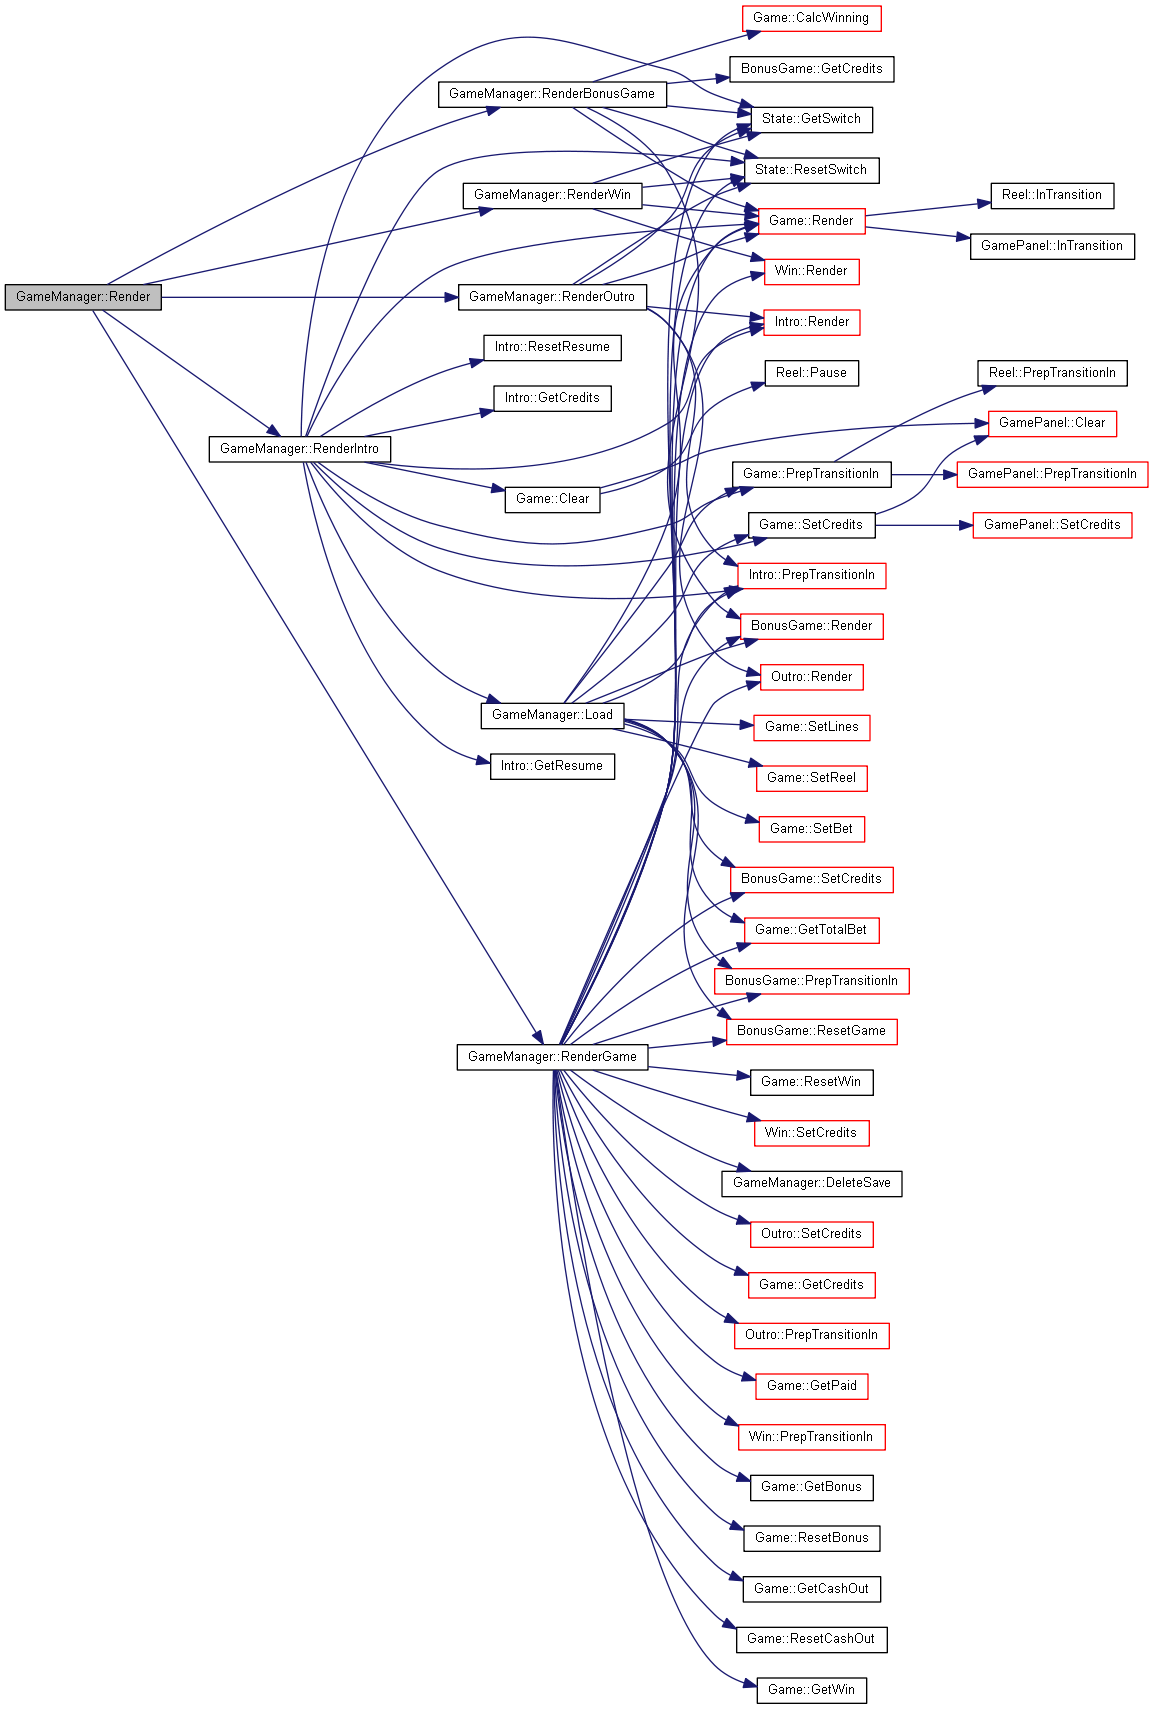 Game::CalcWinning
BonusGame::GetCredits
GameManager::RenderBonusGame
State::GetSwitch
State::ResetSwitch
GameManager::RenderWin
Reel::InTransition
Game::Render
GamePanel::InTransition
Win::Render
GameManager::Render
GameManager::RenderOutro
Intro::Render
Intro::ResetResume
Reel::Pause
Reel::PrepTransitionIn
Intro::GetCredits
GamePanel::Clear
GameManager::RenderIntro
Game::PrepTransitionIn
GamePanel::PrepTransitionIn
Game::Clear
Game::SetCredits
GamePanel::SetCredits
Intro::PrepTransitionIn
BonusGame::Render
Outro::Render
GameManager::Load
Game::SetLines
Intro::GetResume
Game::SetReel
Game::SetBet
BonusGame::SetCredits
Game::GetTotalBet
BonusGame::PrepTransitionIn
BonusGame::ResetGame
GameManager::RenderGame
Game::ResetWin
Win::SetCredits
GameManager::DeleteSave
Outro::SetCredits
Game::GetCredits
Outro::PrepTransitionIn
Game::GetPaid
Win::PrepTransitionIn
Game::GetBonus
Game::ResetBonus
Game::GetCashOut
Game::ResetCashOut
Game::GetWin